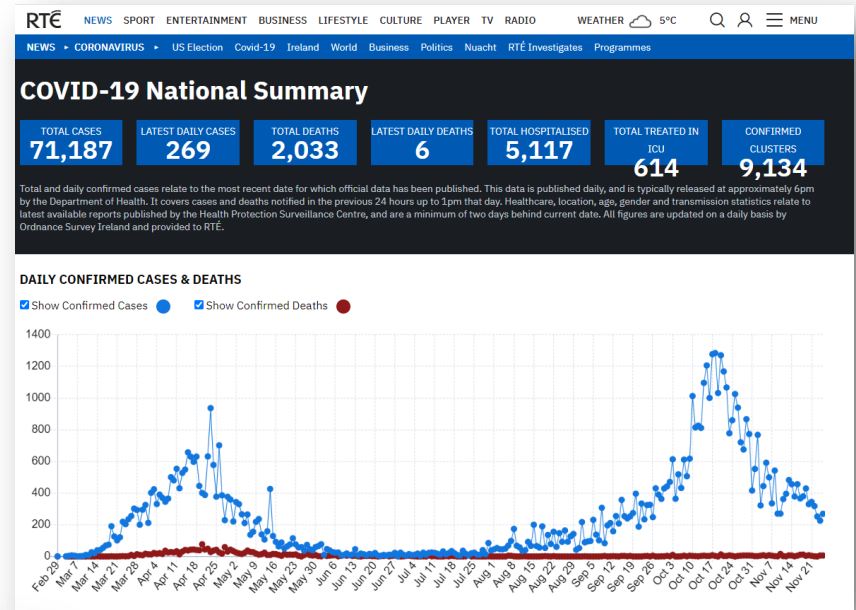 RTÉ NEWS SPORT ENTERTAINMENT BUSINESS LIFESTYLE CULTURE PLAYER TV RADIO WEATHER 5°C MENU
NEWS ▸ CORONAVIRUS ▸ US Election Covid-19 Ireland World Business Politics Nuacht RTÉ Investigates Programmes
COVID-19 National Summary
TOTAL CASES
71,187
LATEST DAILY CASES
269
TOTAL DEATHS
2,033
LATEST DAILY DEATHS
6
TOTAL HOSPITALISED
5,117
TOTAL TREATED IN
ICU
614
CONFIRMED
CLUSTERS
9,134
Total and daily confirmed cases relate to the most recent date for which official data has been published. This data is published daily, and is typically released at approximately 6pm
by the Department of Health. It covers cases and deaths notified in the previous 24 hours up to 1pm that day. Healthcare, location, age, gender and transmission statistics relate to
latest available reports published by the Health Protection Surveillance Centre, and are a minimum of two days behind current date. All figures are updated on a daily basis by
Ordnance Survey Ireland and provided to RTÉ.
DAILY CONFIRMED CASES & DEATHS
Show Confirmed Cases Show Confirmed Deaths
1400
1200
1000
800
600
400
200
0
Feb 29 Mar 7 Mar 14 Mar 21 Mar 28 Apr 4 Apr 11 Apr 18 Apr 25 May 2 May 9 May 16 May 23 May 30 Jun 6 Jun 13 Jun 20 Jun 27 Jul 4 Jul 11 Jul 18 Jul 25 Aug 1 Aug 8 Aug 15 Aug 22 Aug 29 Sep 5 Sep 12 Sep 19 Sep 26 Oct 3 Oct 10 Oct 17 Oct 24 Oct 31 Nov 7 Nov 14 Nov 21